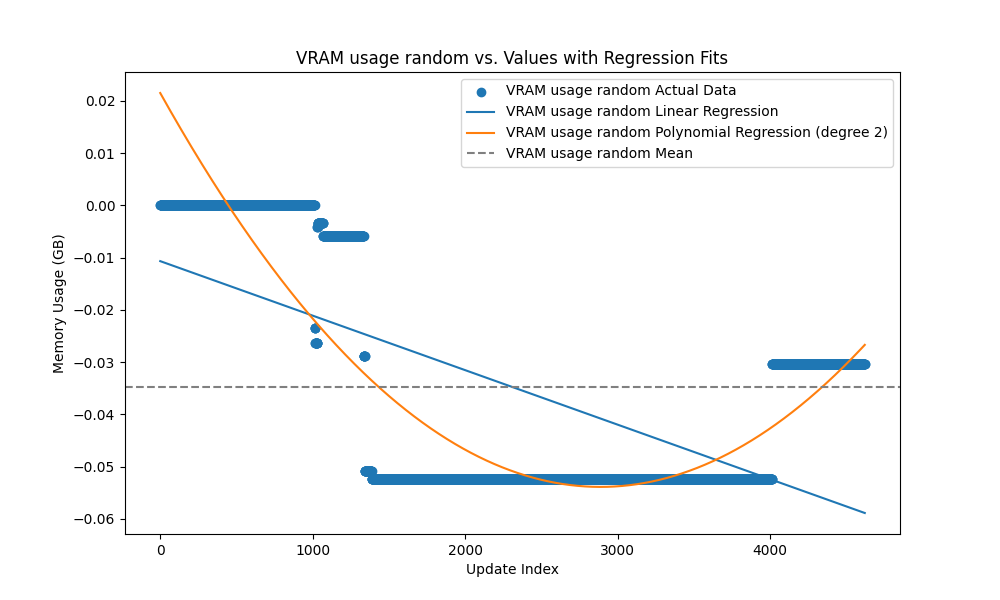 VRAM usage random vs. Values with Regression Fits
VRAM usage random Actual Data
VRAM usage random Linear Regression
VRAM usage random Polynomial Regression (degree 2)
VRAM usage random Mean
Memory Usage (GB)
0.02
0.01
0.00
−0.01
−0.02
−0.03
−0.04
−0.05
−0.06
0
1000
2000
3000
4000
Update Index